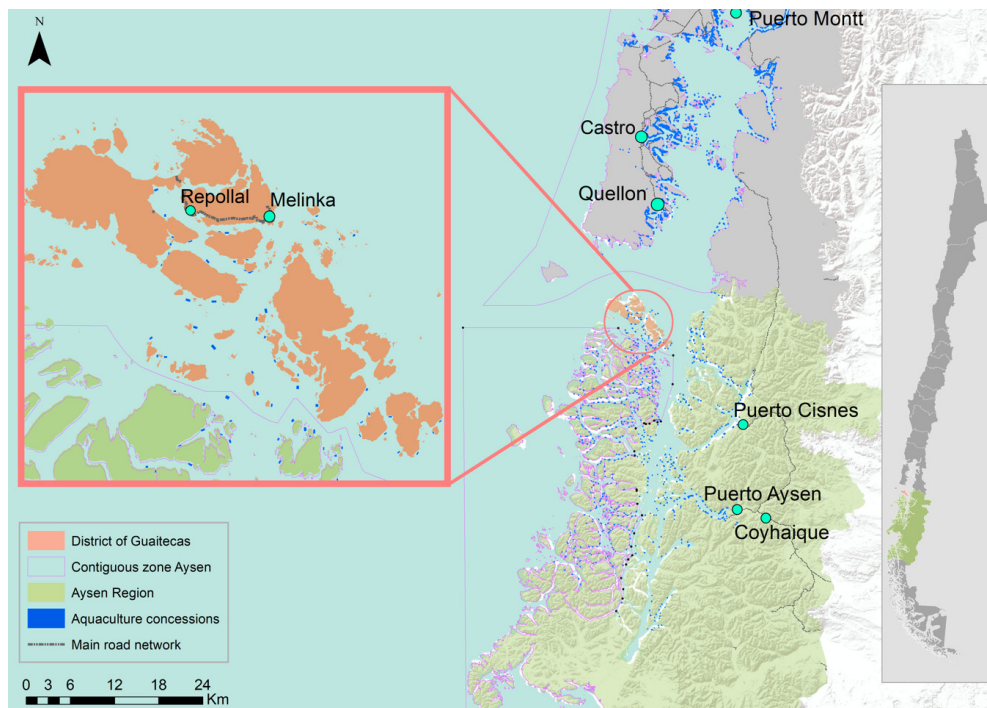 N
Puerto Montt
Castro
Quellon
Repollal
Melinka
Puerto Cisnes
Puerto Aysen
Coyhaique
District of Guaitecas
Contiguous zone Aysen
Aysen Region
Aquaculture concessions
Main road network
0 3 6 12 18 24
Km